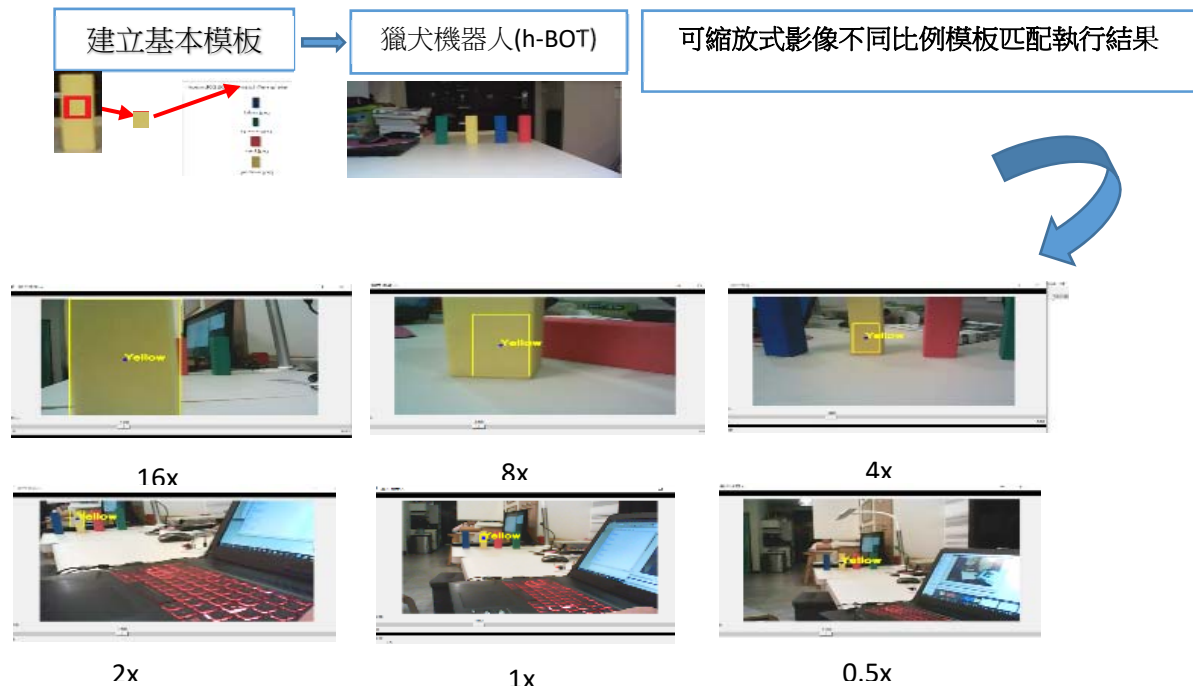 建立基本模板
獵犬機器人(h-BOT)
可縮放式影像不同比例模板匹配執行結果
Yellow
Yellow
Yellow
16x
8x
4x
Yellow
Yellow
Yellow
2x
1x
0.5x